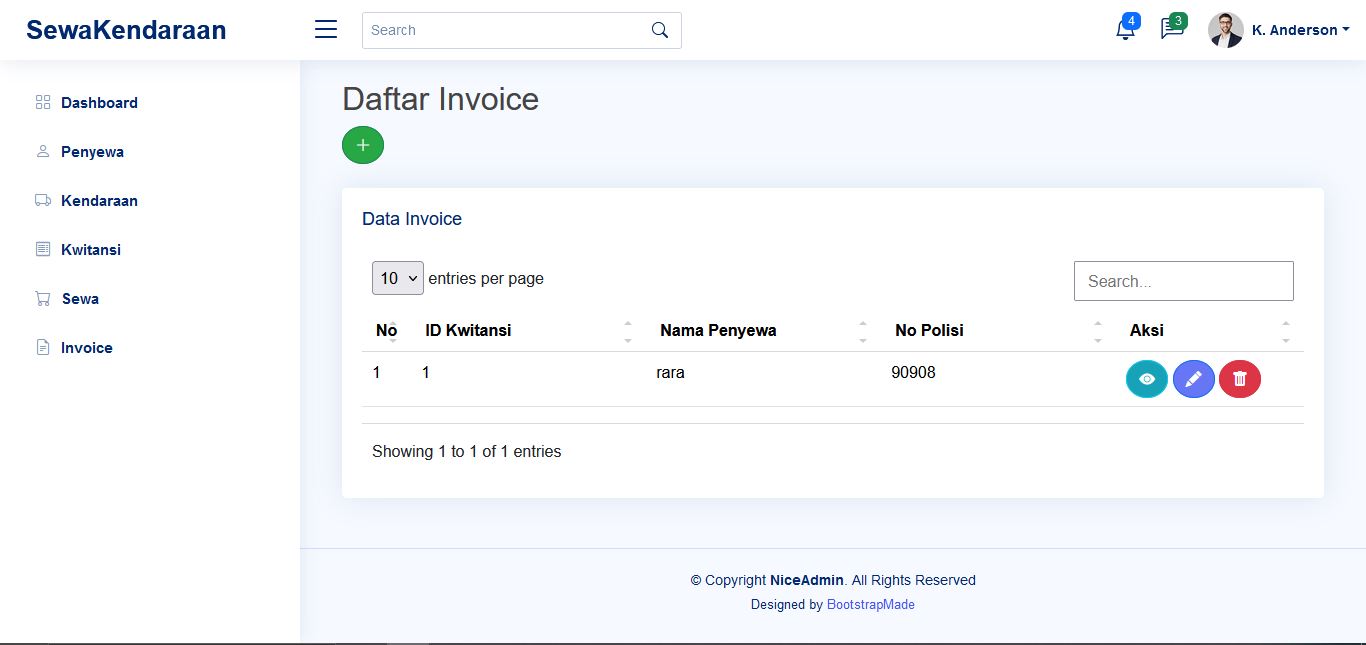 SewaKendaraan
Search
4
3
K. Anderson
Dashboard
Penyewa
Kendaraan
Kwitansi
Sewa
Invoice
Daftar Invoice
+
Data Invoice
10 entries per page
Search...
No ID Kwitansi Nama Penyewa No Polisi Aksi
1 1 rara 90908
Showing 1 to 1 of 1 entries
© Copyright NiceAdmin. All Rights Reserved
Designed by BootstrapMade